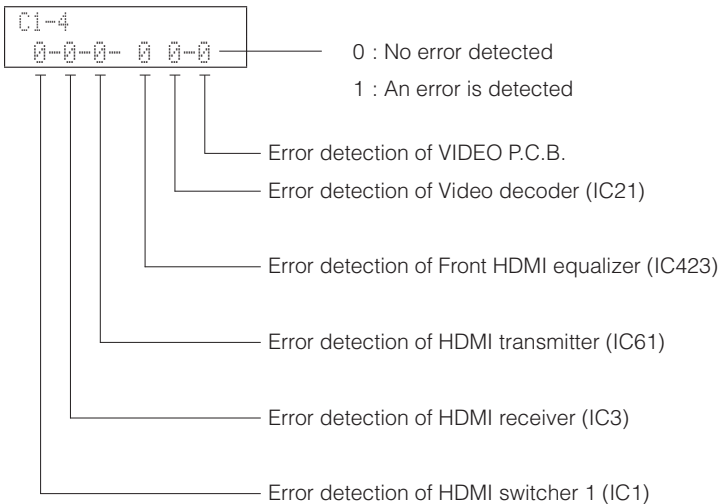 C1-4
0-0-0- 0 0-0
0 : No error detected
1 : An error is detected
Error detection of VIDEO P.C.B.
Error detection of Video decoder (IC21)
Error detection of Front HDMI equalizer (IC423)
Error detection of HDMI transmitter (IC61)
Error detection of HDMI receiver (IC3)
Error detection of HDMI switcher 1 (IC1)